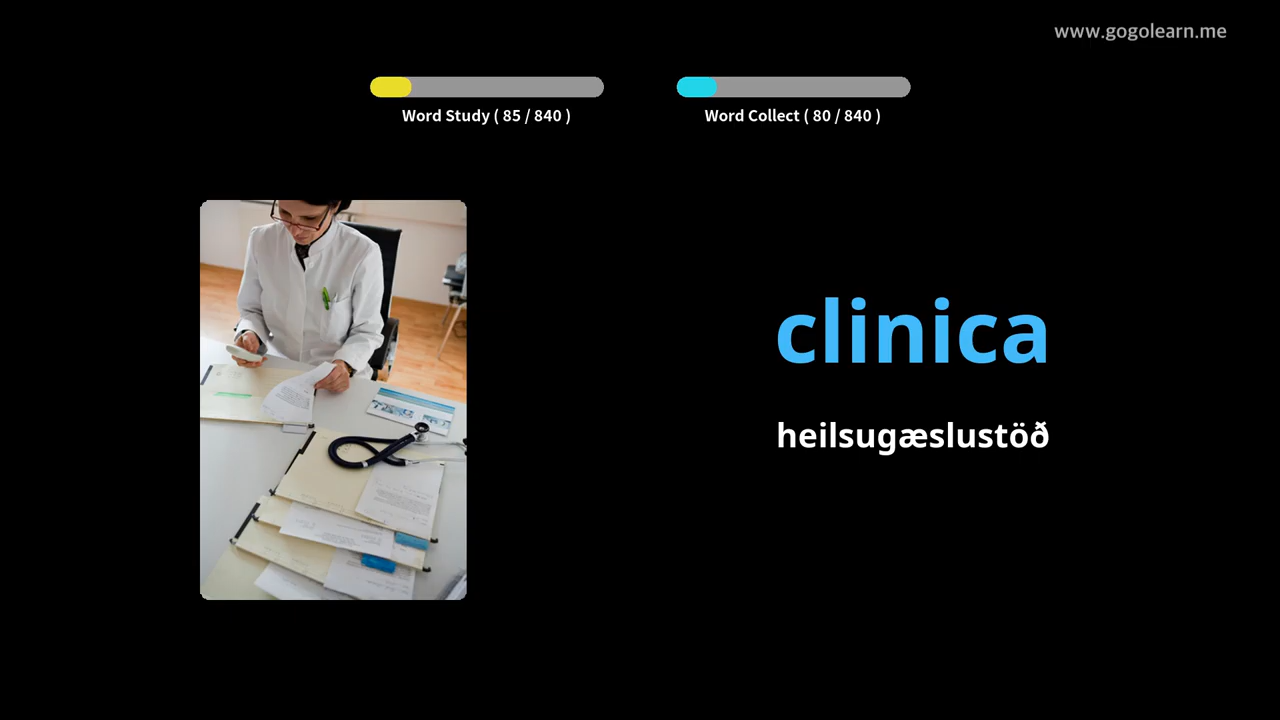 www.gogolearn.me
Word Study ( 85 / 840 )
Word Collect ( 80 / 840 )
clinica
heilsugæslustöð